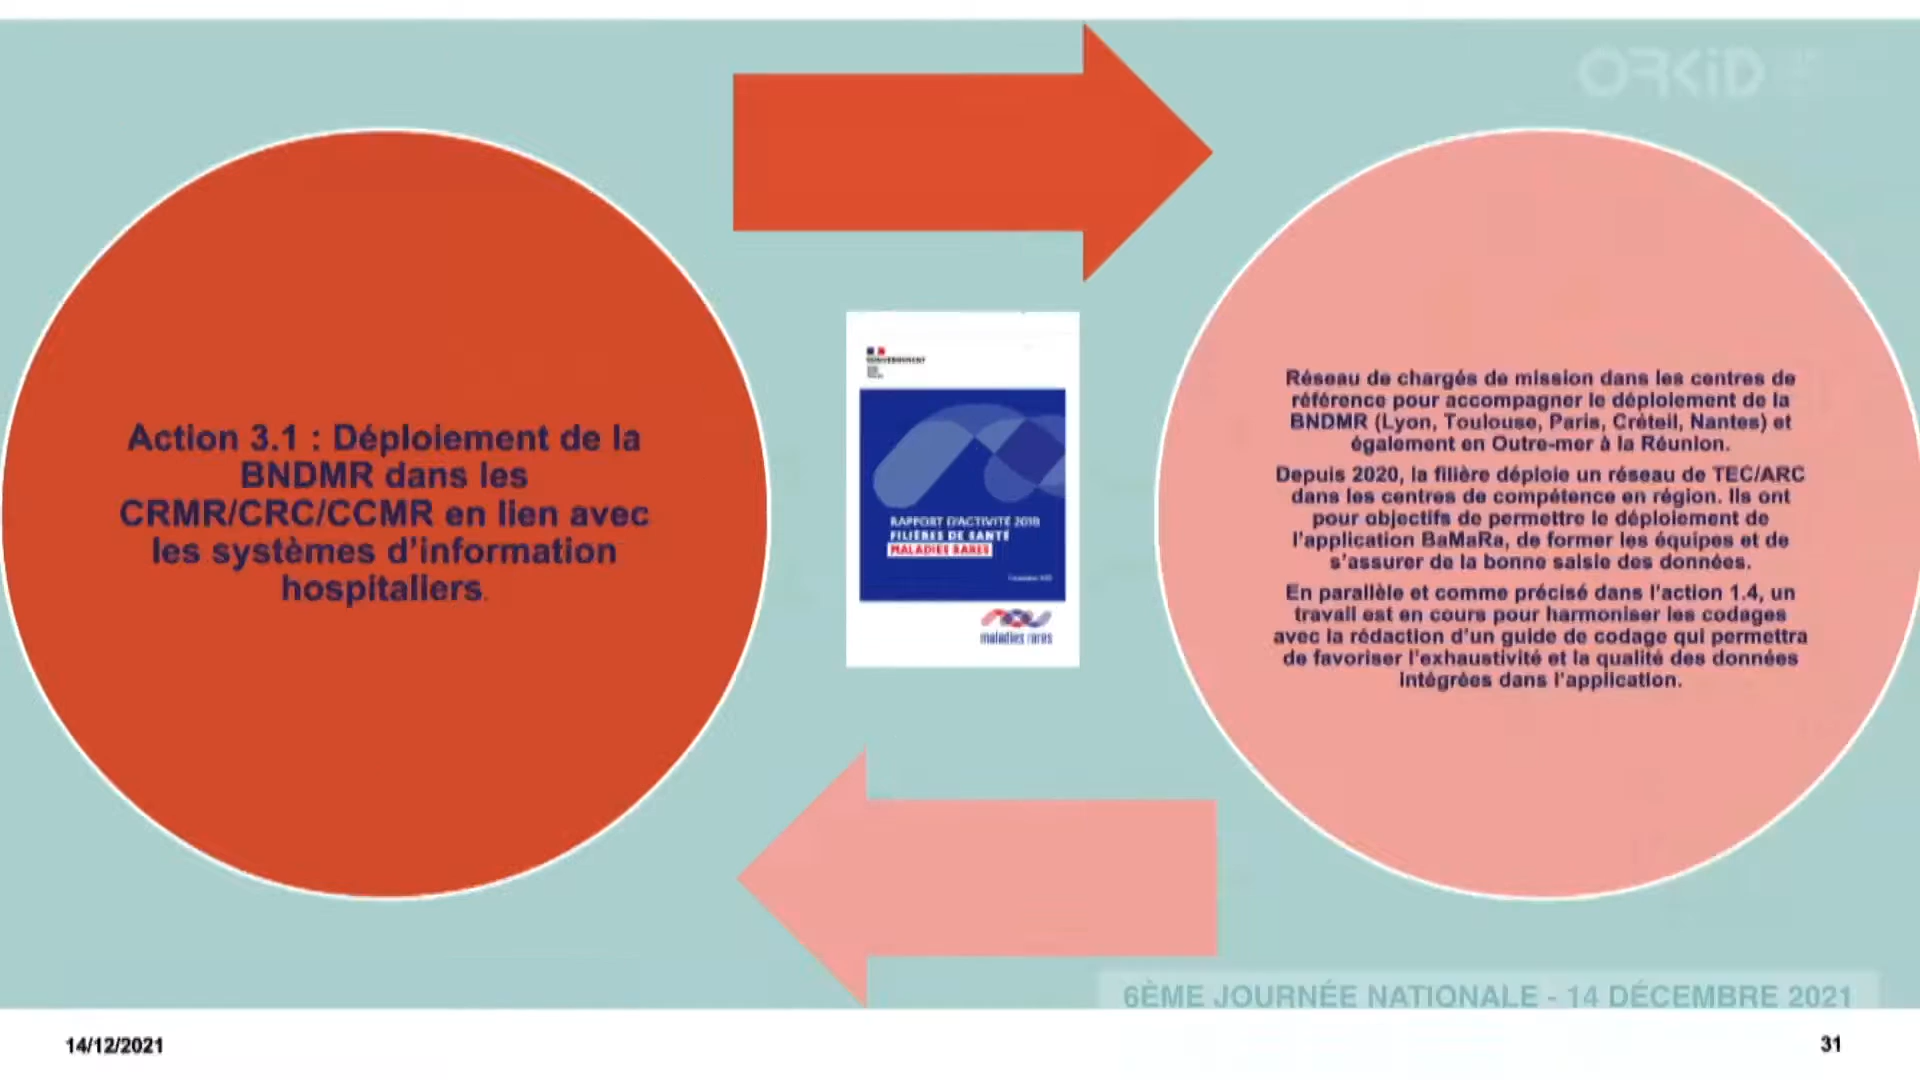 ORKiD
Action 3.1 : Déploiement de la
BNDMR dans les
CRMR/CRC/CCMR en lien avec
les systèmes d'information
hospitaliers.
GOUVERNEMENT
RAPPORT D'ACTIVITÉ 2019
FILIÈRES DE SANTÉ
MALADIES RARES
maladies rares
Réseau de chargés de mission dans les centres de
référence pour accompagner le déploiement de la
BNDMR (Lyon, Toulouse, Paris, Créteil, Nantes) et
également en Outre-mer à la Réunion.
Depuis 2020, la filière déploie un réseau de TEC/ARC
dans les centres de compétence en région. Ils ont
pour objectifs de permettre le déploiement de
l'application BaMaRa, de former les équipes et de
s'assurer de la bonne saisie des données.
En parallèle et comme précisé dans l'action 1.4, un
travail est en cours pour harmoniser les codages
avec la rédaction d'un guide de codage qui permettra
de favoriser l'exhaustivité et la qualité des données
intégrées dans l'application.
6ÈME JOURNÉE NATIONALE - 14 DÉCEMBRE 2021
14/12/2021
31